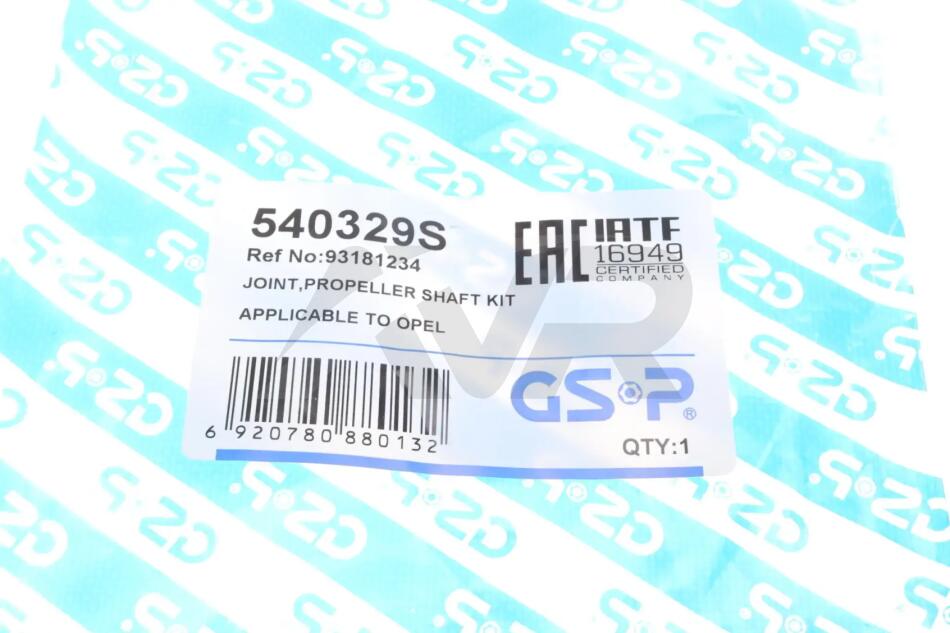 540329S
Ref No:93181234
JOINT,PROPELLER SHAFT KIT
APPLICABLE TO OPEL
EAC
IATF
16949
CERTIFIED
COMPANY
6 920780 880132
GS·P®
QTY:1